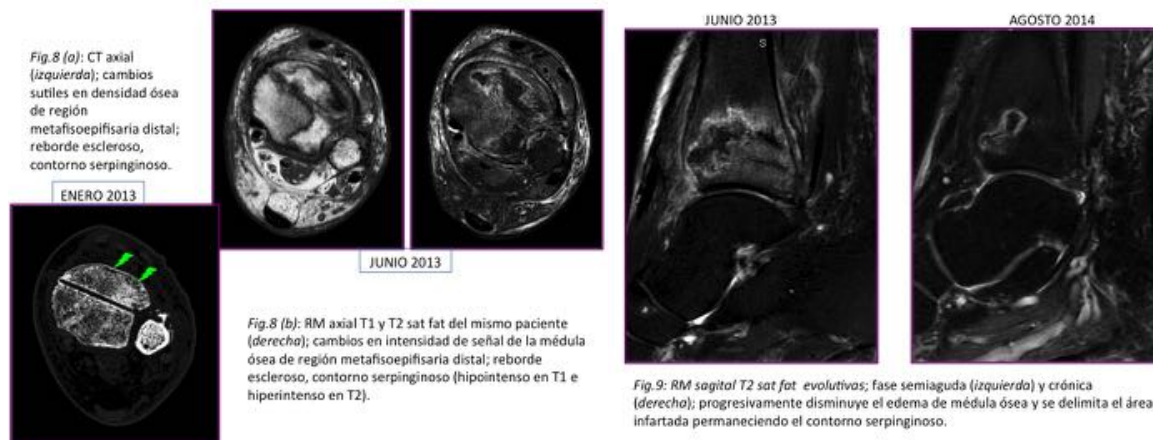 Fig.8 (a): CT axial
(izquierda); cambios
sutiles en densidad ósea
de región
metafisoepifisaria distal;
reborde escleroso,
contorno serpinginoso.
ENERO 2013
JUNIO 2013
Fig.8 (b): RM axial T1 y T2 sat fat del mismo paciente
(derecha); cambios en intensidad de señal de la médula
ósea de región metafisoepifisaria distal; reborde
escleroso, contorno serpinginoso (hipointenso en T1 e
hiperintenso en T2).
JUNIO 2013
S
AGOSTO 2014
Fig.9: RM sagital T2 sat fat evolutivas; fase semiaguda (izquierda) y crónica
(derecha); progresivamente disminuye el edema de médula ósea y se delimita el área
infartada permaneciendo el contorno serpinginoso.